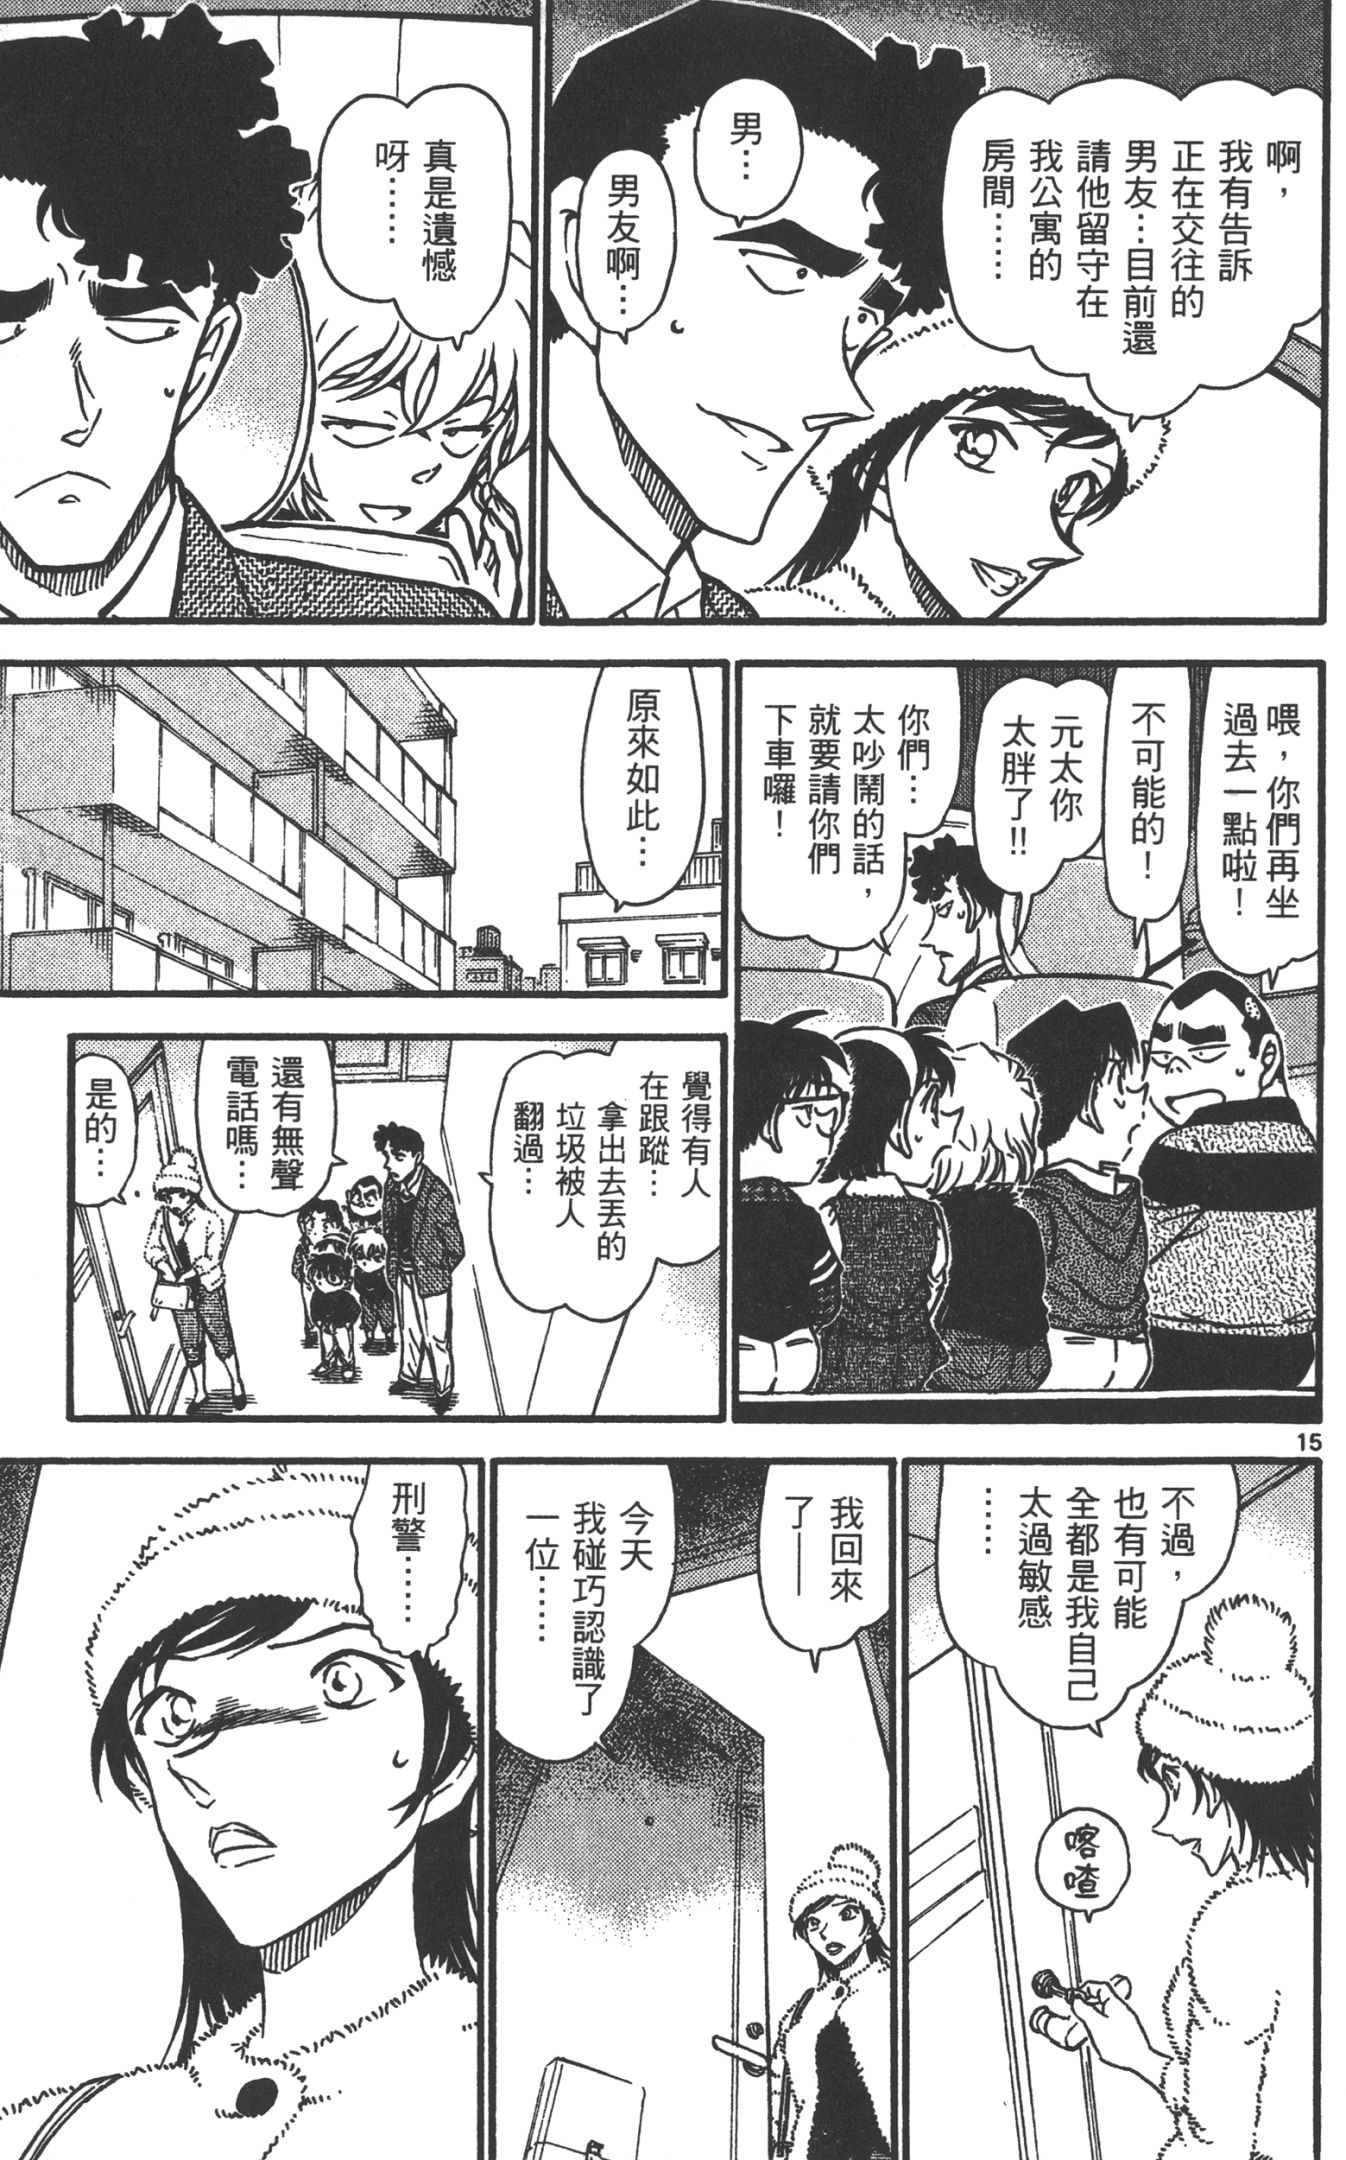 啊，
我有告訴
正在交往的
男友…目前還
請他留守在
我公寓的
房間……
男…
男友啊…
真是遺憾
呀……
喂，你們再坐
過去一點啦！
不可能的！
元太你
太胖了!!
你們…
太吵鬧的話，
就要請你們
下車囉！
原來如此…
覺得有人
在跟蹤…
拿出去丟的
垃圾被人
翻過…
還有無聲
電話嗎…
是的…
15
不過，
也有可能
全都是我自己
太過敏感
……
喀喳
我回來
了——
今天
我碰巧認識了
一位……
刑警……